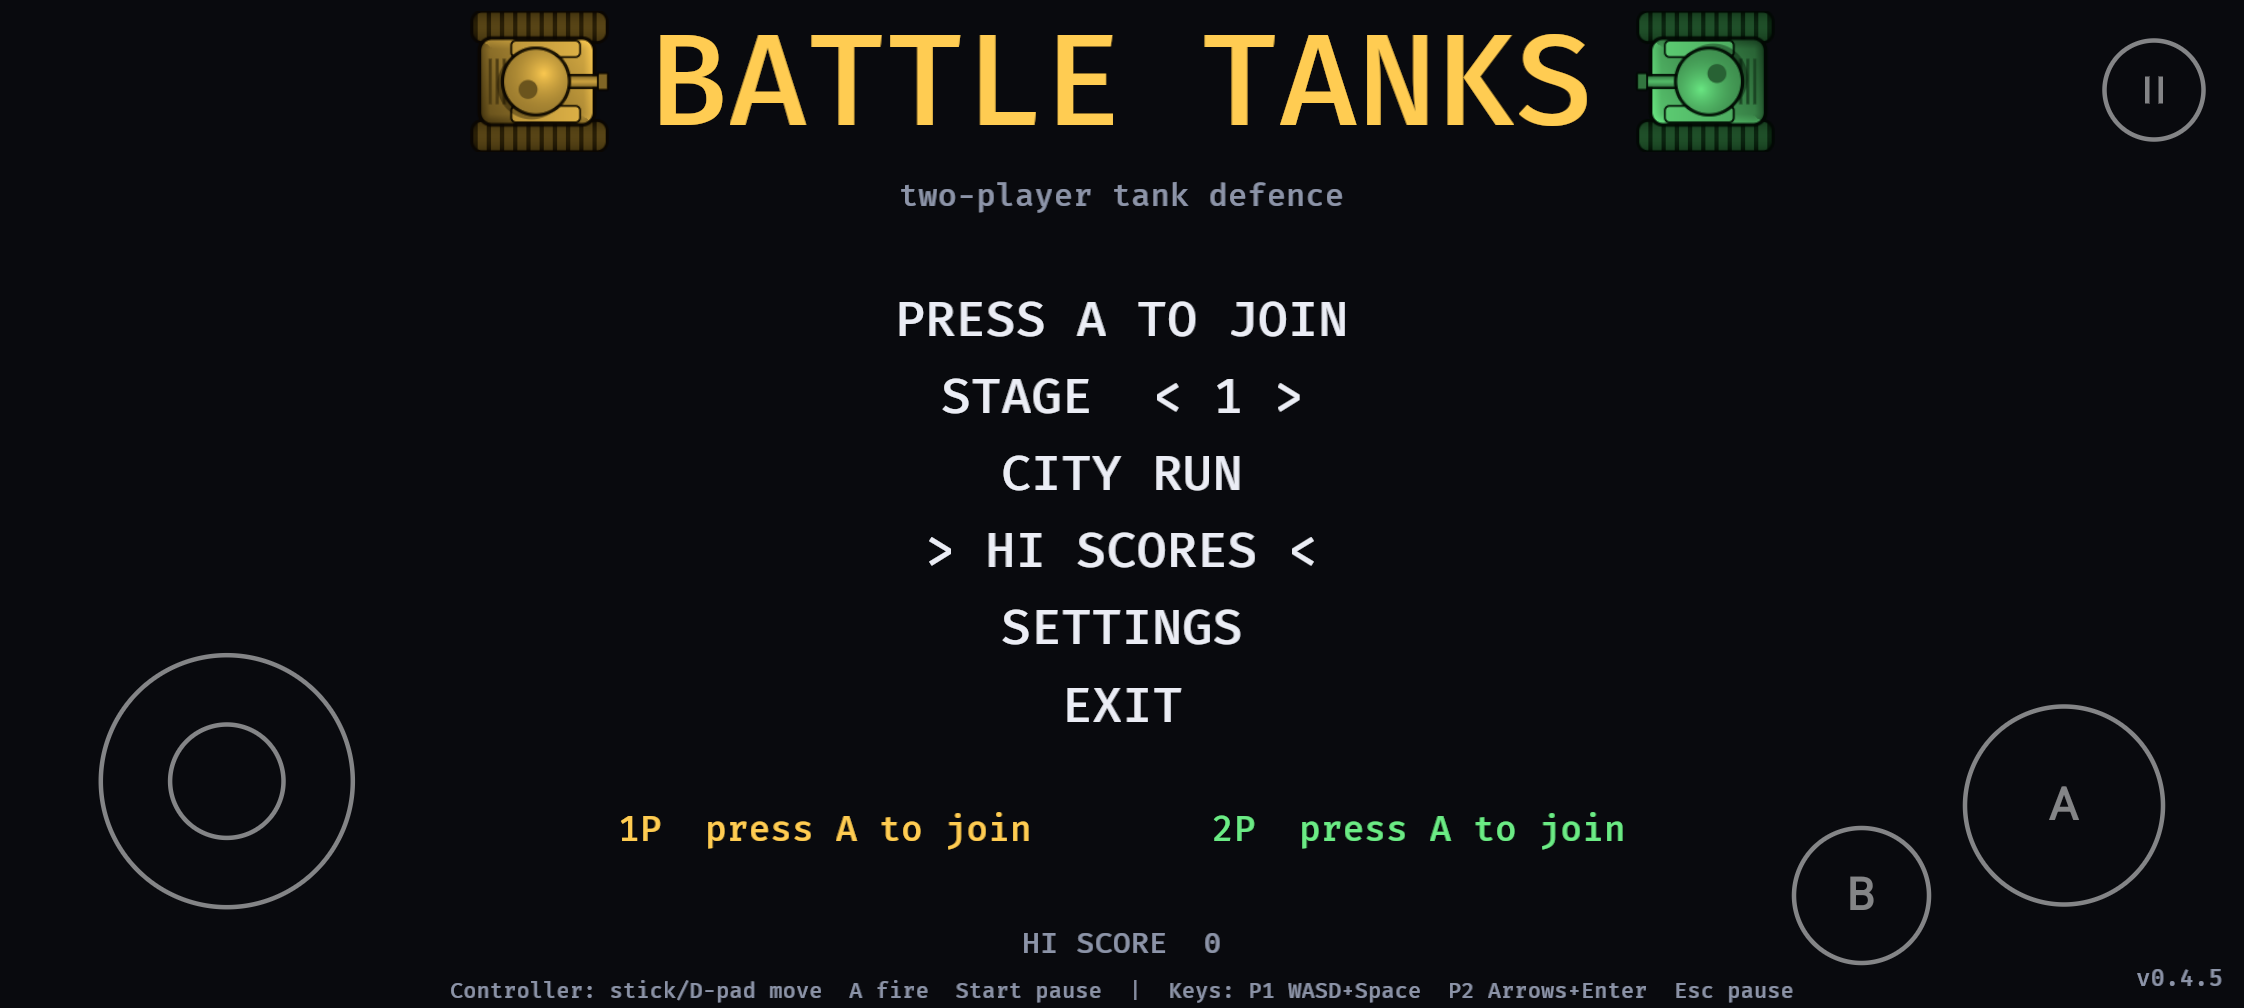 BATTLE TANKS
two-player tank defence
PRESS A TO JOIN
STAGE  < 1 >
CITY RUN
> HI SCORES <
SETTINGS
EXIT
1P  press A to join
2P  press A to join
A
B
HI SCORE  0
v0.4.5
Controller: stick/D-pad move  A fire  Start pause  |  Keys: P1 WASD+Space  P2 Arrows+Enter  Esc pause